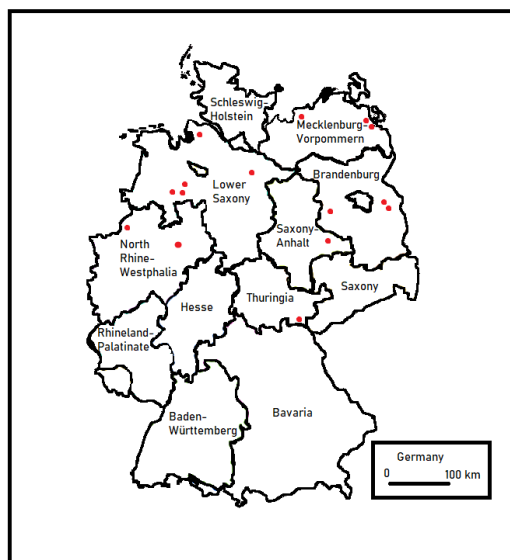 Schleswig-
Holstein
Mecklenburg-
Vorpommern
Brandenburg
Lower
Saxony
Saxony-
Anhalt
North
Rhine-
Westphalia
Thuringia
Saxony
Hesse
Rhineland-
Palatinate
Baden-
Württemberg
Bavaria
Germany
0 100 km